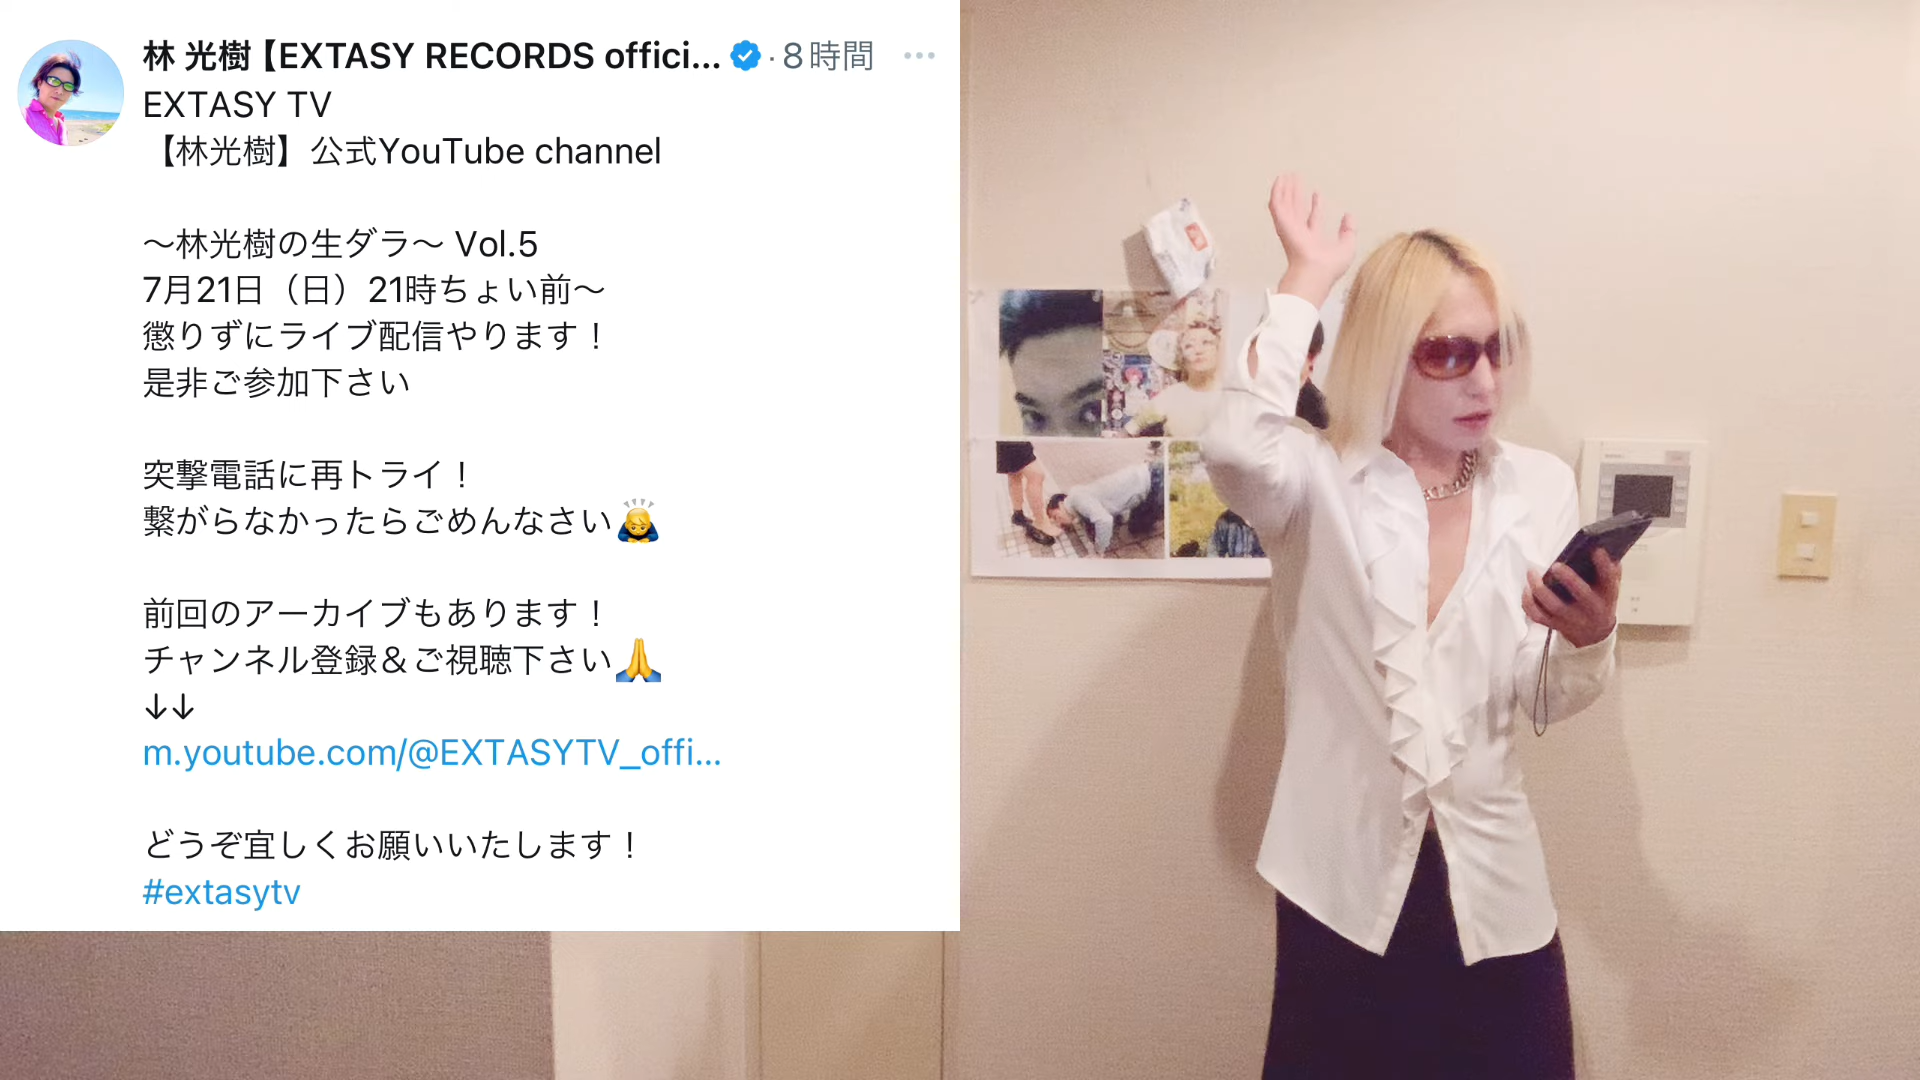 林 光樹【EXTASY RECORDS offici... · 8時間
EXTASY TV
【林光樹】公式YouTube channel
〜林光樹の生ダラ〜 Vol.5
7月21日（日）21時ちょい前〜
懲りずにライブ配信やります！
是非ご参加下さい
突撃電話に再トライ！
繋がらなかったらごめんなさい🙇
前回のアーカイブもあります！
チャンネル登録＆ご視聴下さい🙏
↓↓
m.youtube.com/@EXTASYTV_offi...
どうぞ宜しくお願いいたします！
#extasytv